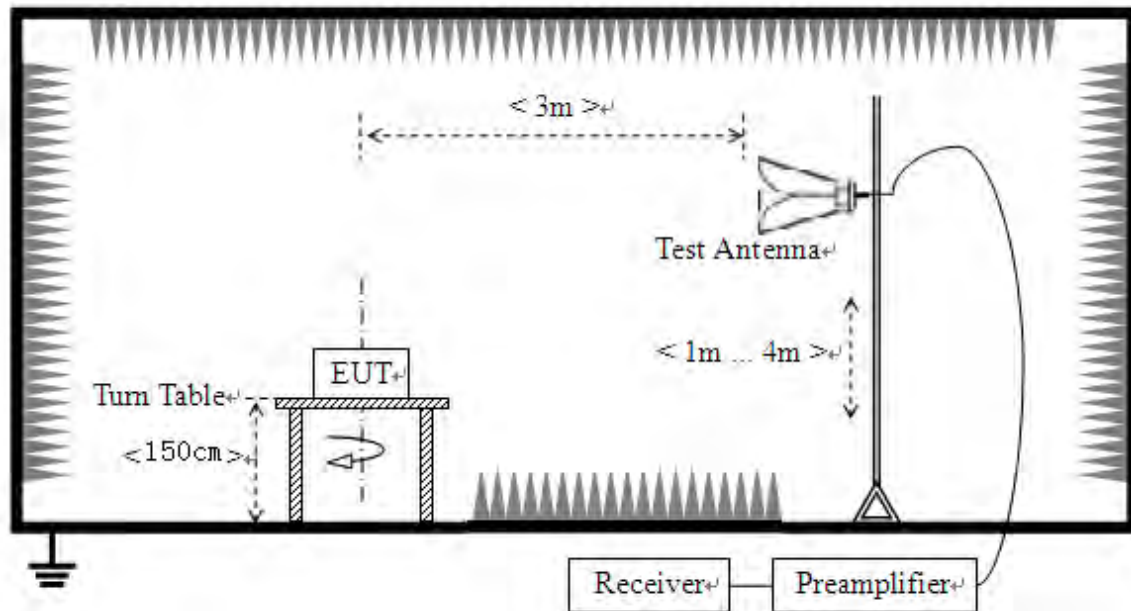 < 3m >
Test Antenna
< 1m ... 4m >
EUT
Turn Table
<150cm>
Receiver
Preamplifier